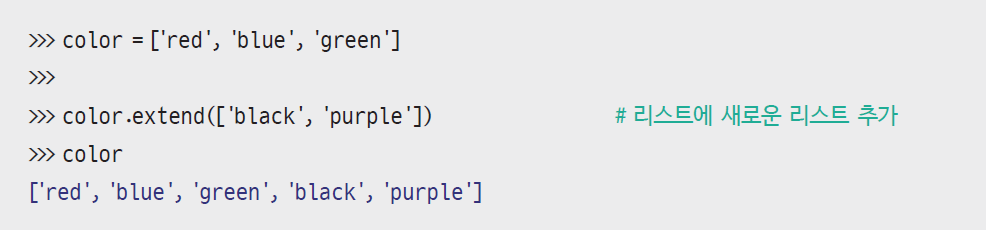 >>> color = ['red', 'blue', 'green']
>>>
>>> color.extend(['black', 'purple']) # 리스트에 새로운 리스트 추가
>>> color
['red', 'blue', 'green', 'black', 'purple']